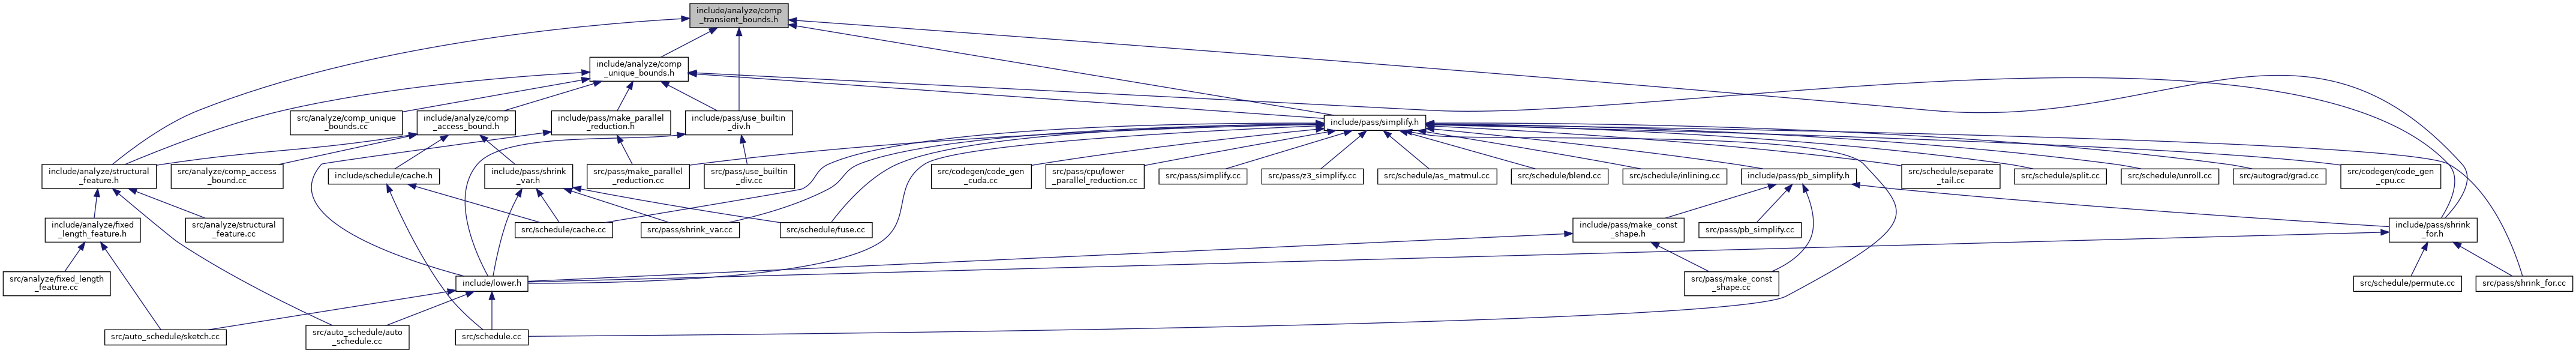 include/analyze/comp
_transient_bounds.h
include/analyze/comp
_unique_bounds.h
src/analyze/comp_unique
_bounds.cc
include/analyze/comp
_access_bound.h
include/pass/make_parallel
_reduction.h
include/pass/use_builtin
_div.h
include/pass/simplify.h
include/analyze/structural
_feature.h
src/analyze/comp_access
_bound.cc
include/schedule/cache.h
include/pass/shrink
_var.h
src/pass/make_parallel
_reduction.cc
src/pass/use_builtin
_div.cc
src/codegen/code_gen
_cuda.cc
src/pass/cpu/lower
_parallel_reduction.cc
src/pass/simplify.cc
src/pass/z3_simplify.cc
src/schedule/as_matmul.cc
src/schedule/blend.cc
src/schedule/inlining.cc
include/pass/pb_simplify.h
src/schedule/separate
_tail.cc
src/schedule/split.cc
src/schedule/unroll.cc
src/autograd/grad.cc
src/codegen/code_gen
_cpu.cc
include/analyze/fixed
_length_feature.h
src/analyze/structural
_feature.cc
src/schedule/cache.cc
src/pass/shrink_var.cc
src/schedule/fuse.cc
include/pass/make_const
_shape.h
src/pass/pb_simplify.cc
include/pass/shrink
_for.h
src/analyze/fixed_length
_feature.cc
include/lower.h
src/pass/make_const
_shape.cc
src/schedule/permute.cc
src/pass/shrink_for.cc
src/auto_schedule/sketch.cc
src/auto_schedule/auto
_schedule.cc
src/schedule.cc